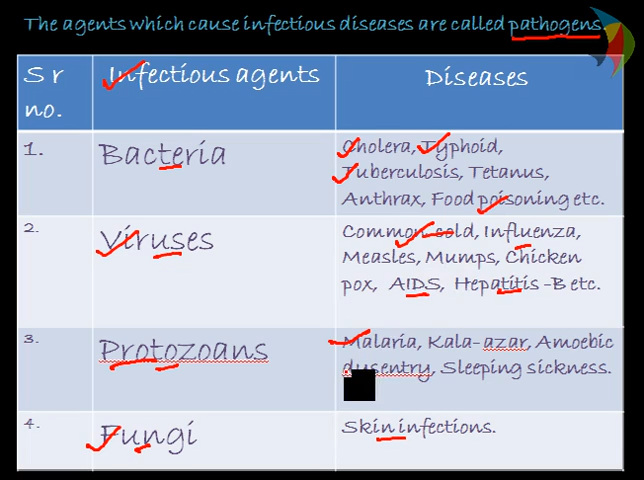 The agents which cause infectious diseases are called pathogens
Sr no. Infectious agents Diseases
1. Bacteria Cholera, Typhoid,
Tuberculosis, Tetanus,
Anthrax, Food poisoning etc.
2. Viruses Common cold, Influenza,
Measles, Mumps, Chicken
pox, AIDS, Hepatitis -B etc.
3. Protozoans Malaria, Kala-azar, Amoebic
dysentry, Sleeping sickness.
4. Fungi Skin infections.